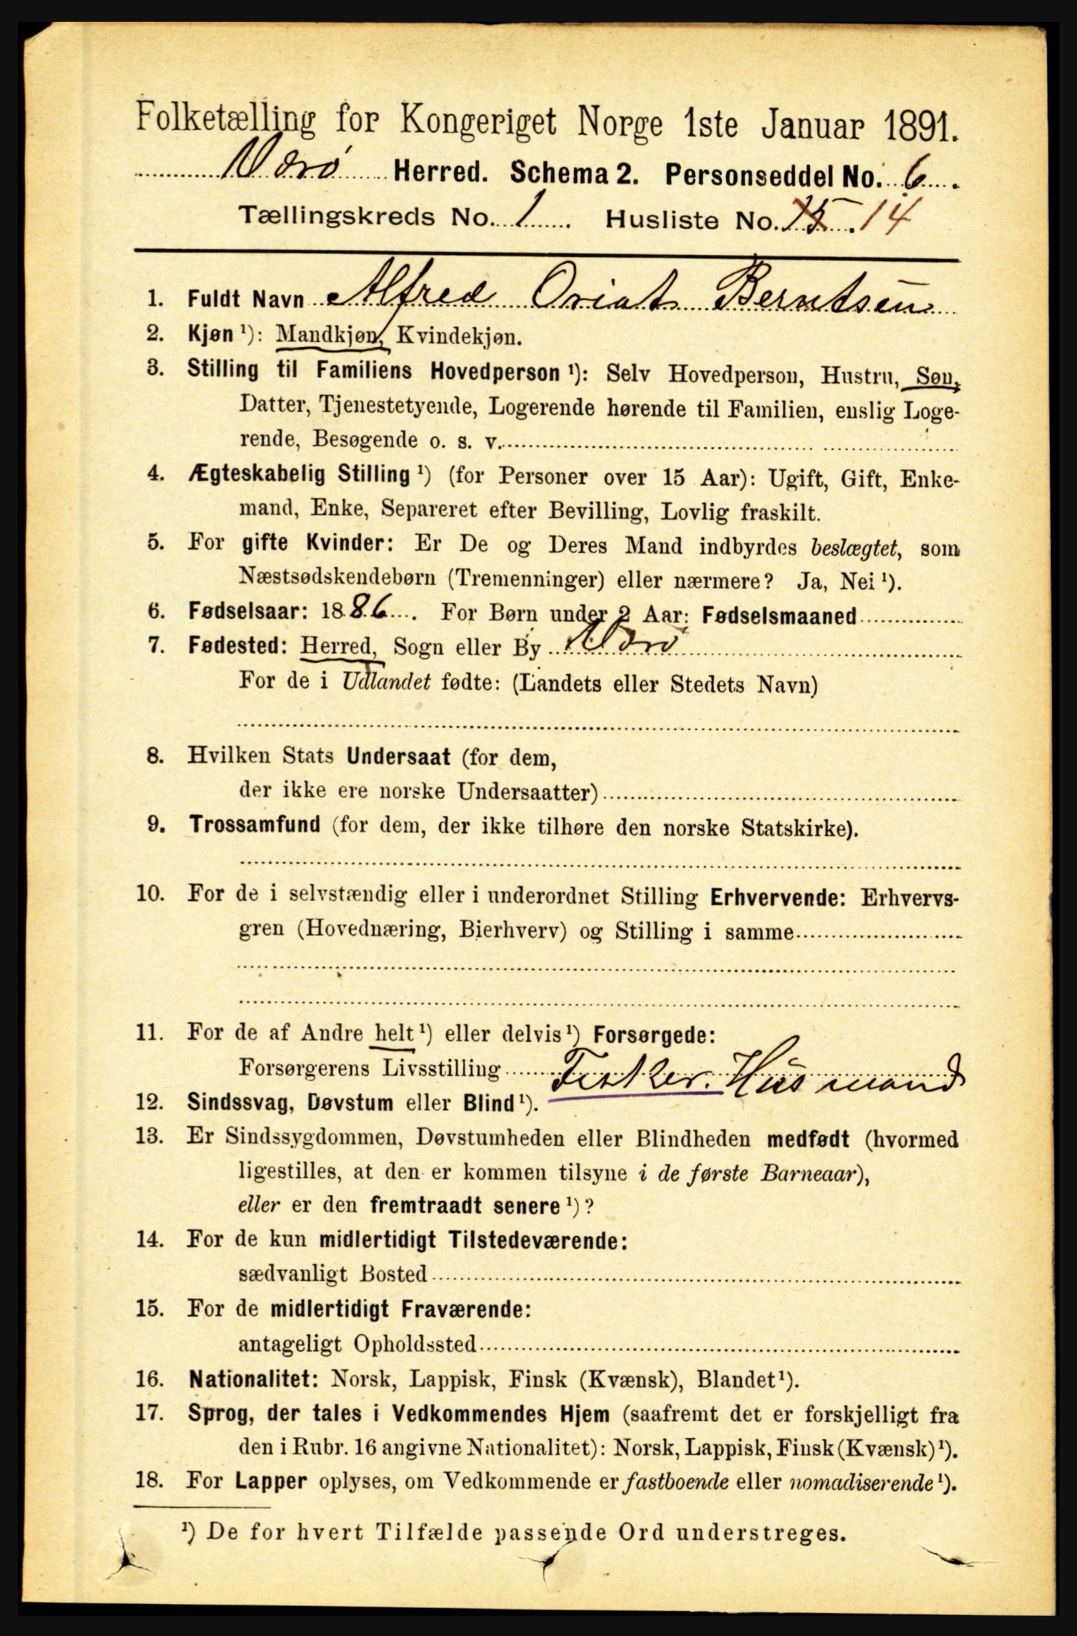 Folketælling for Kongeriget Norge 1ste Januar 1891.
Værø Herred. Schema 2. Personseddel No. 6.
Tællingskreds No. 1. Husliste No. 15. 14
1. Fuldt Navn Alfred Oriat Berntsen
2. Kjøn ¹): Mandkjøn, Kvindekjøn.
3. Stilling til Familiens Hovedperson ¹): Selv Hovedperson, Hustru, Søn,
Datter, Tjenestetyende, Logerende hørende til Familien, enslig Loge-
rende, Besøgende o. s. v.
4. Ægteskabelig Stilling ¹) (for Personer over 15 Aar): Ugift, Gift, Enke-
mand, Enke, Separeret efter Bevilling, Lovlig fraskilt.
5. For gifte Kvinder: Er De og Deres Mand indbyrdes beslægtet, som
Næstsødskendebørn (Tremenninger) eller nærmere? Ja, Nei ¹).
6. Fødselsaar: 1886. For Børn under 2 Aar: Fødselsmaaned
7. Fødested: Herred, Sogn eller By Værø
For de i Udlandet fødte: (Landets eller Stedets Navn)
8. Hvilken Stats Undersaat (for dem,
der ikke ere norske Undersaatter)
9. Trossamfund (for dem, der ikke tilhøre den norske Statskirke).
10. For de i selvstændig eller i underordnet Stilling Erhvervende: Erhvervs-
gren (Hovednæring, Bierhverv) og Stilling i samme
11. For de af Andre helt ¹) eller delvis ¹) Forsørgede:
Forsørgerens Livsstilling Fisker. Husmand
12. Sindssvag, Døvstum eller Blind ¹).
13. Er Sindssygdommen, Døvstumheden eller Blindheden medfødt (hvormed
ligestilles, at den er kommen tilsyne i de første Barneaar),
eller er den fremtraadt senere ¹)?
14. For de kun midlertidigt Tilstedeværende:
sædvanligt Bosted
15. For de midlertidigt Fraværende:
antageligt Opholdssted
16. Nationalitet: Norsk, Lappisk, Finsk (Kvænsk), Blandet ¹).
17. Sprog, der tales i Vedkommendes Hjem (saafremt det er forskjelligt fra
den i Rubr. 16 angivne Nationalitet): Norsk, Lappisk, Finsk (Kvænsk) ¹).
18. For Lapper oplyses, om Vedkommende er fastboende eller nomadiserende ¹).
¹) De for hvert Tilfælde passende Ord understreges.